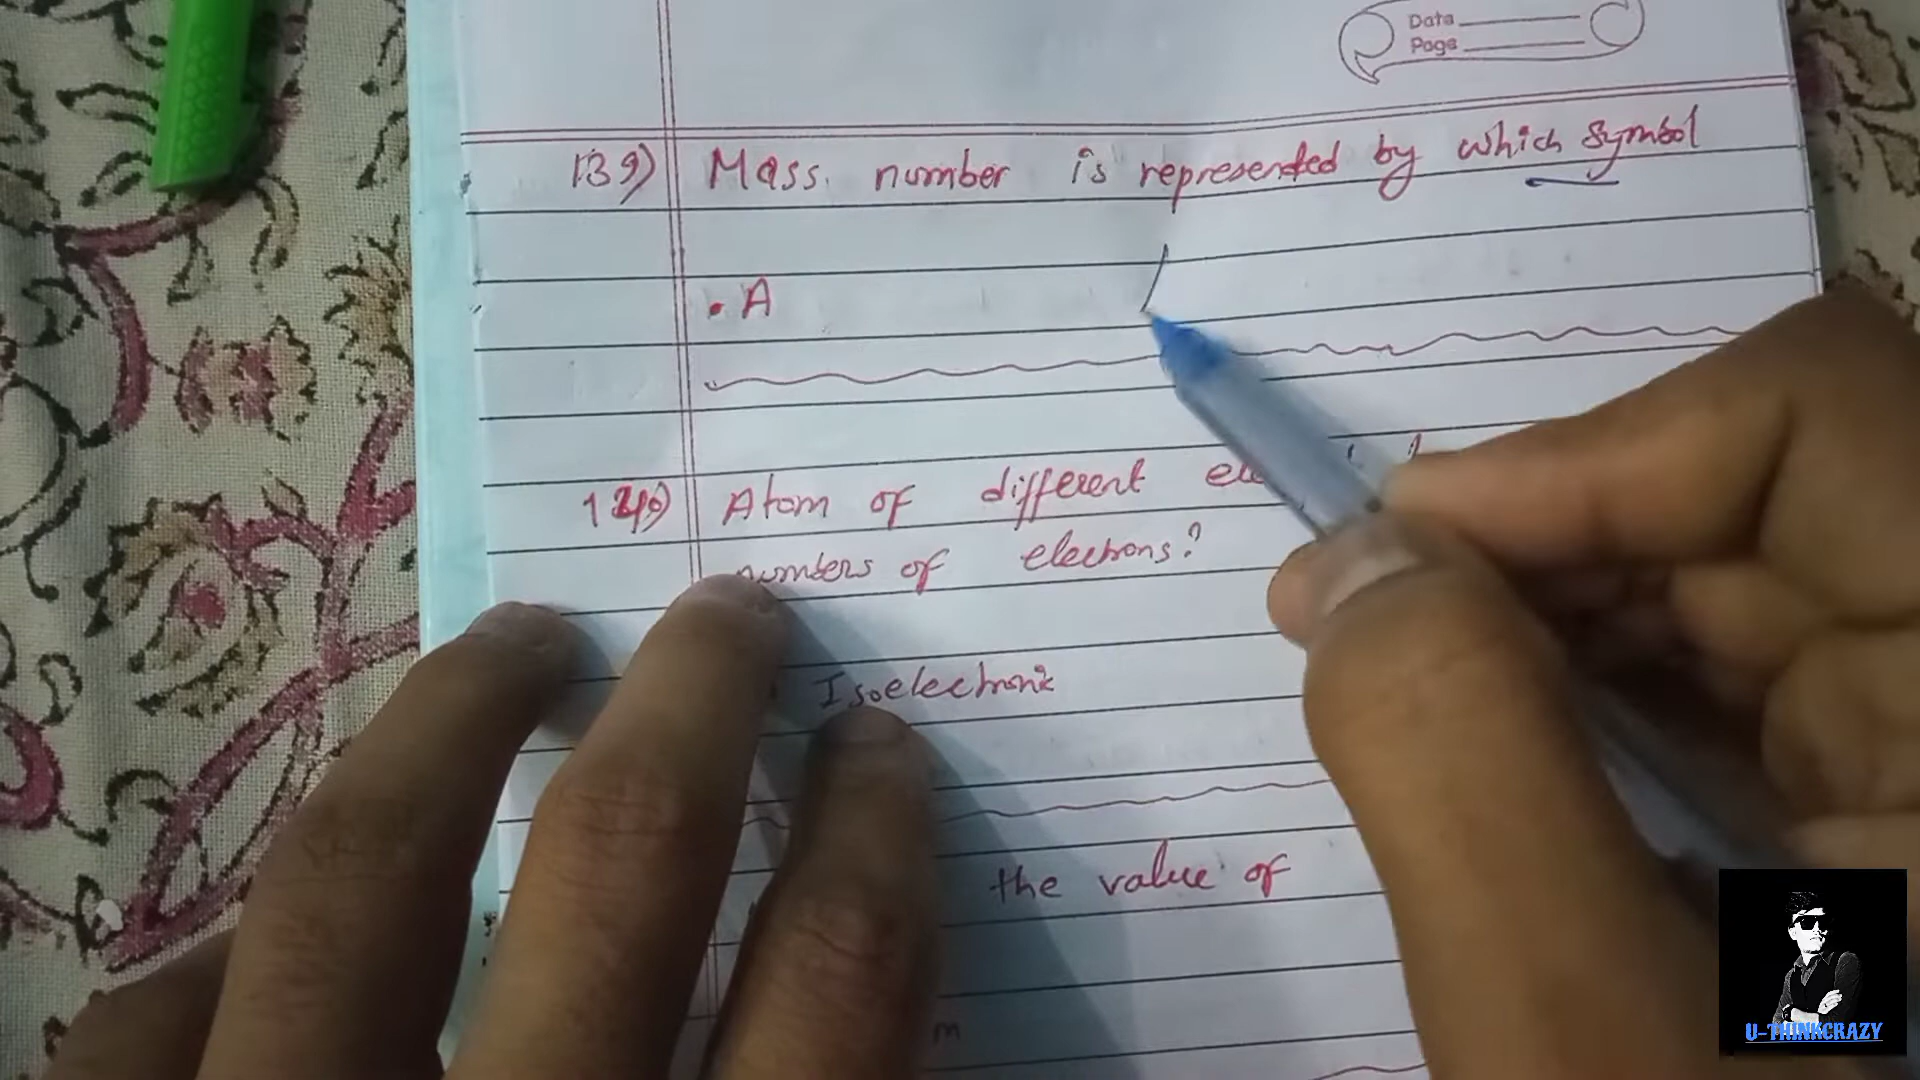 Date
Page
139) Mass number is represented by which symbol
• A
140) Atom of different
numbers of electrons?
Isoelectronic
the value of
m
U-THINKCRAZY